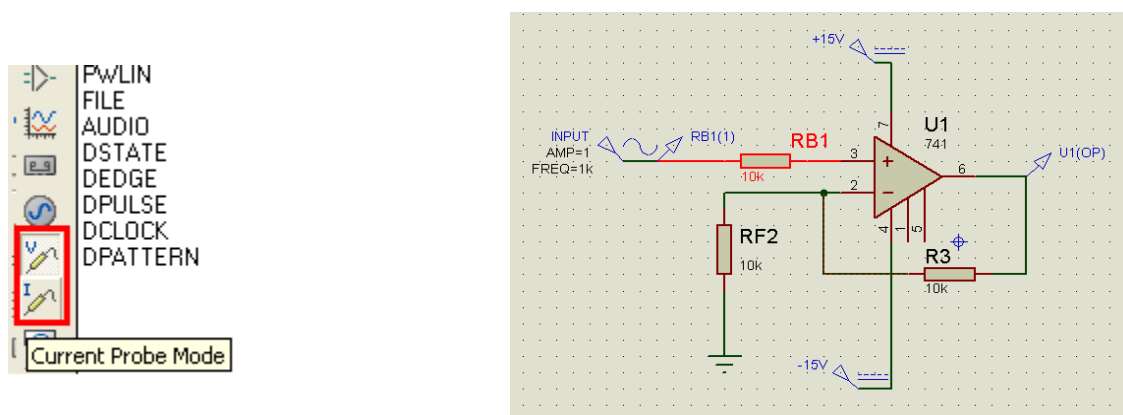 PWLIN
FILE
AUDIO
DSTATE
DEDGE
DPULSE
DCLOCK
DPATTERN
V
I
Current Probe Mode
+15V
7
U1
741
INPUT
AMP=1
FREQ=1k
RB1(1)
RB1
10k
3
2
6
U1(OP)
4
1
5
RF2
10k
R3
10k
-15V